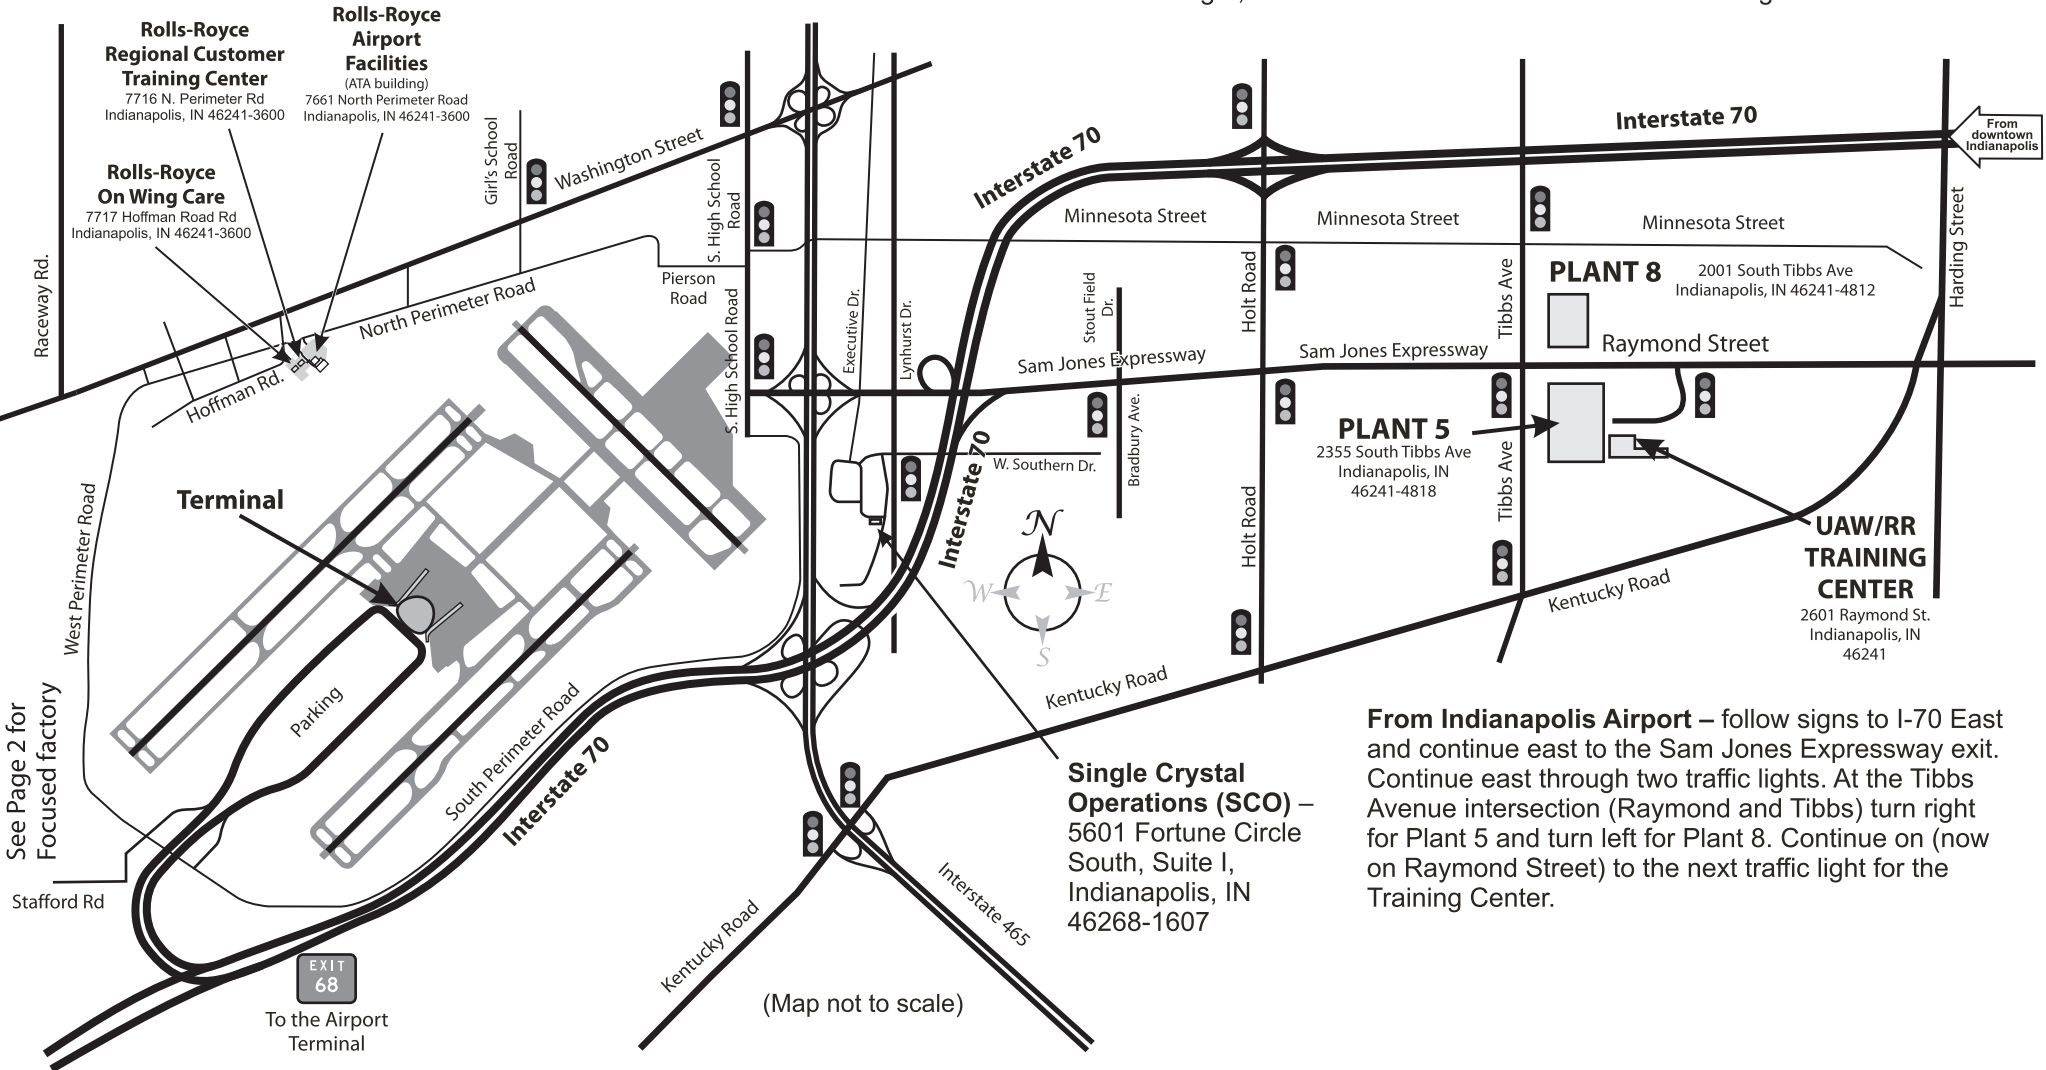 Rolls-Royce
Regional Customer
Training Center
7716 N. Perimeter Rd
Indianapolis, IN 46241-3600
Rolls-Royce
Airport
Facilities
(ATA building)
7661 North Perimeter Road
Indianapolis, IN 46241-3600
Rolls-Royce
On Wing Care
7717 Hoffman Road Rd
Indianapolis, IN 46241-3600
Raceway Rd.
Girl's School
Road
Washington Street
S. High School
Road
Interstate 70
Interstate 70
From
downtown
Indianapolis
Minnesota Street
Minnesota Street
Minnesota Street
Harding Street
Pierson
Road
North Perimeter Road
Hoffman Rd.
S. High School Road
Executive Dr.
Lynhurst Dr.
Stout Field
Dr.
Holt Road
Tibbs Ave
PLANT 8
2001 South Tibbs Ave
Indianapolis, IN 46241-4812
Raymond Street
Sam Jones Expressway
Sam Jones Expressway
Bradbury Ave.
PLANT 5
2355 South Tibbs Ave
Indianapolis, IN
46241-4818
Tibbs Ave
Holt Road
W. Southern Dr.
Interstate 70
Terminal
West Perimeter Road
N
W
E
S
UAW/RR
TRAINING
CENTER
2601 Raymond St.
Indianapolis, IN
46241
Kentucky Road
Kentucky Road
Parking
South Perimeter Road
Interstate 70
See Page 2 for
Focused factory
Stafford Rd
EXIT
68
To the Airport
Terminal
Kentucky Road
Interstate 465
(Map not to scale)
Single Crystal
Operations (SCO) –
5601 Fortune Circle
South, Suite I,
Indianapolis, IN
46268-1607
From Indianapolis Airport – follow signs to I-70 East
and continue east to the Sam Jones Expressway exit.
Continue east through two traffic lights. At the Tibbs
Avenue intersection (Raymond and Tibbs) turn right
for Plant 5 and turn left for Plant 8. Continue on (now
on Raymond Street) to the next traffic light for the
Training Center.